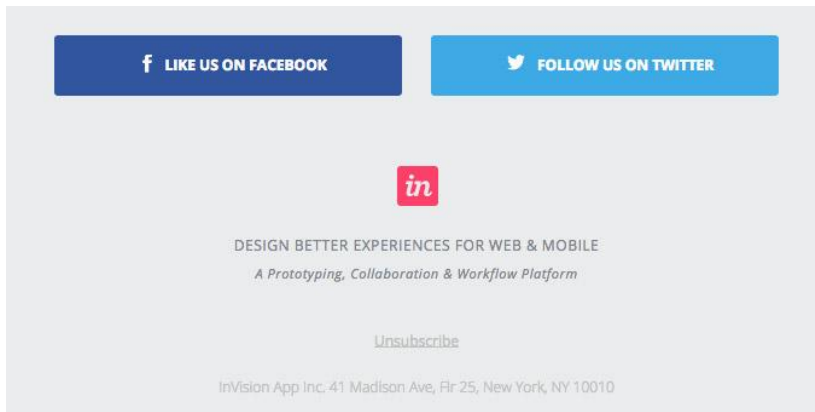 f LIKE US ON FACEBOOK
FOLLOW US ON TWITTER
in
DESIGN BETTER EXPERIENCES FOR WEB & MOBILE
A Prototyping, Collaboration & Workflow Platform
Unsubscribe
InVision App Inc. 41 Madison Ave, Flr 25, New York, NY 10010